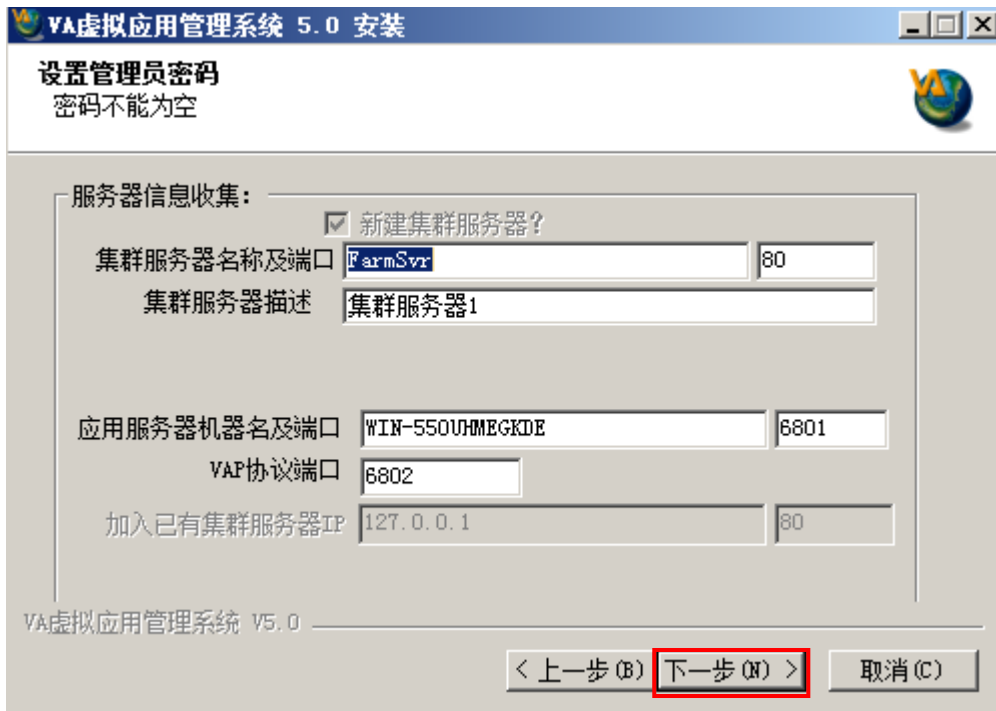 VA虚拟应用管理系统 5.0 安装
设置管理员密码
密码不能为空
VA
服务器信息收集:
新建集群服务器?
集群服务器名称及端口 FarmSvr 80
集群服务器描述 集群服务器1
应用服务器机器名及端口 WIN-550VHMEGKDE 6801
VAP协议端口 6802
加入已有集群服务器IP 127.0.0.1 80
VA虚拟应用管理系统 V5.0
< 上一步(B) 下一步(N) > 取消(C)